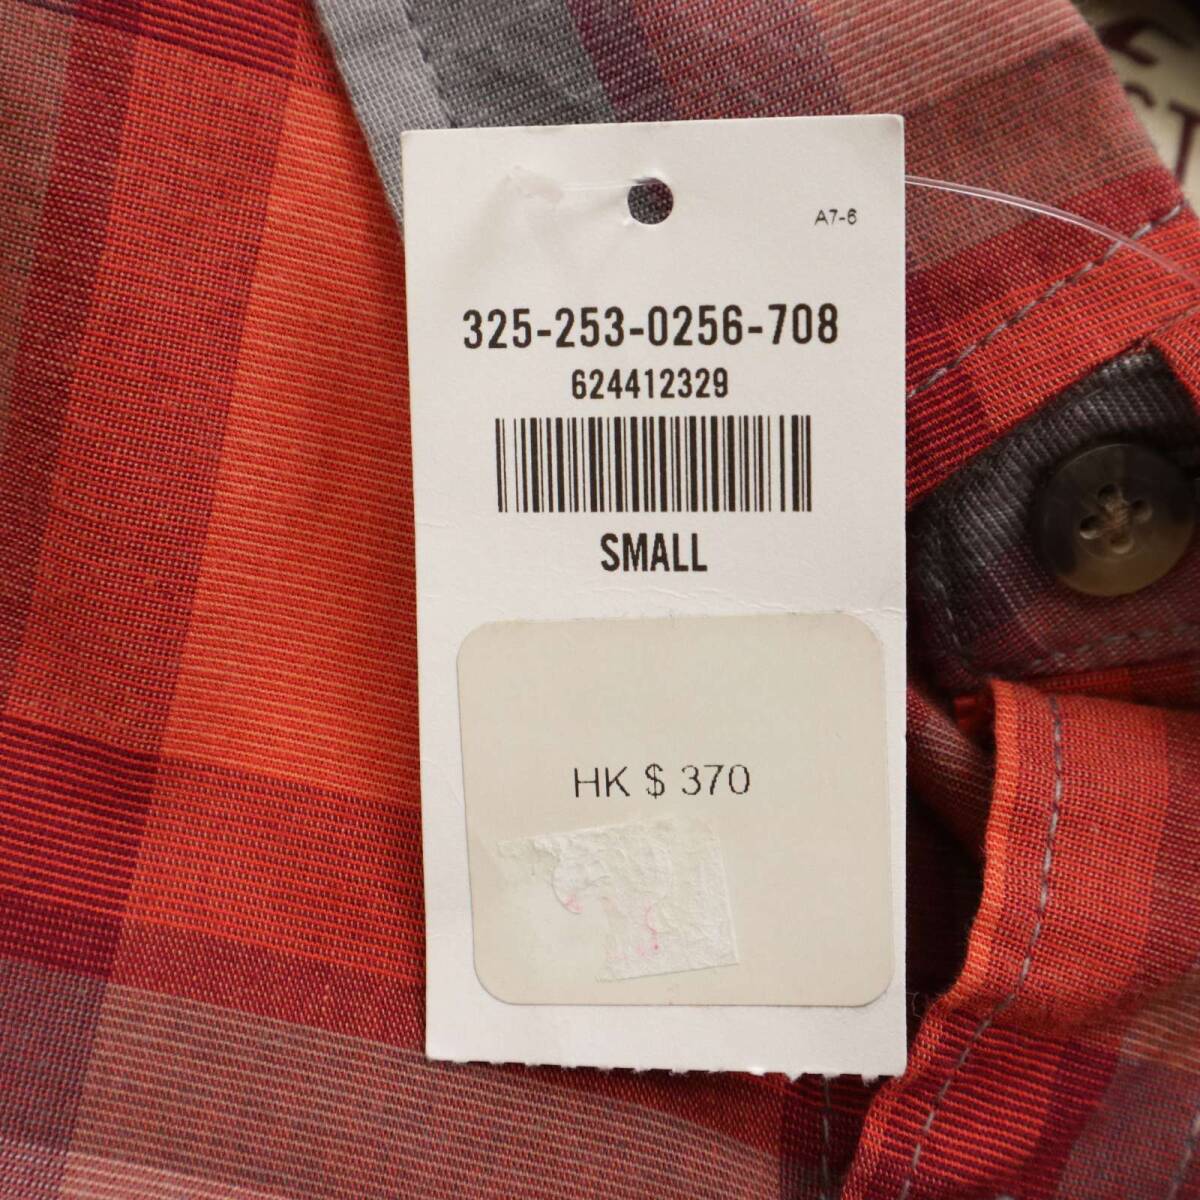 A7-6
325-253-0256-708
624412329
SMALL
HK $ 370